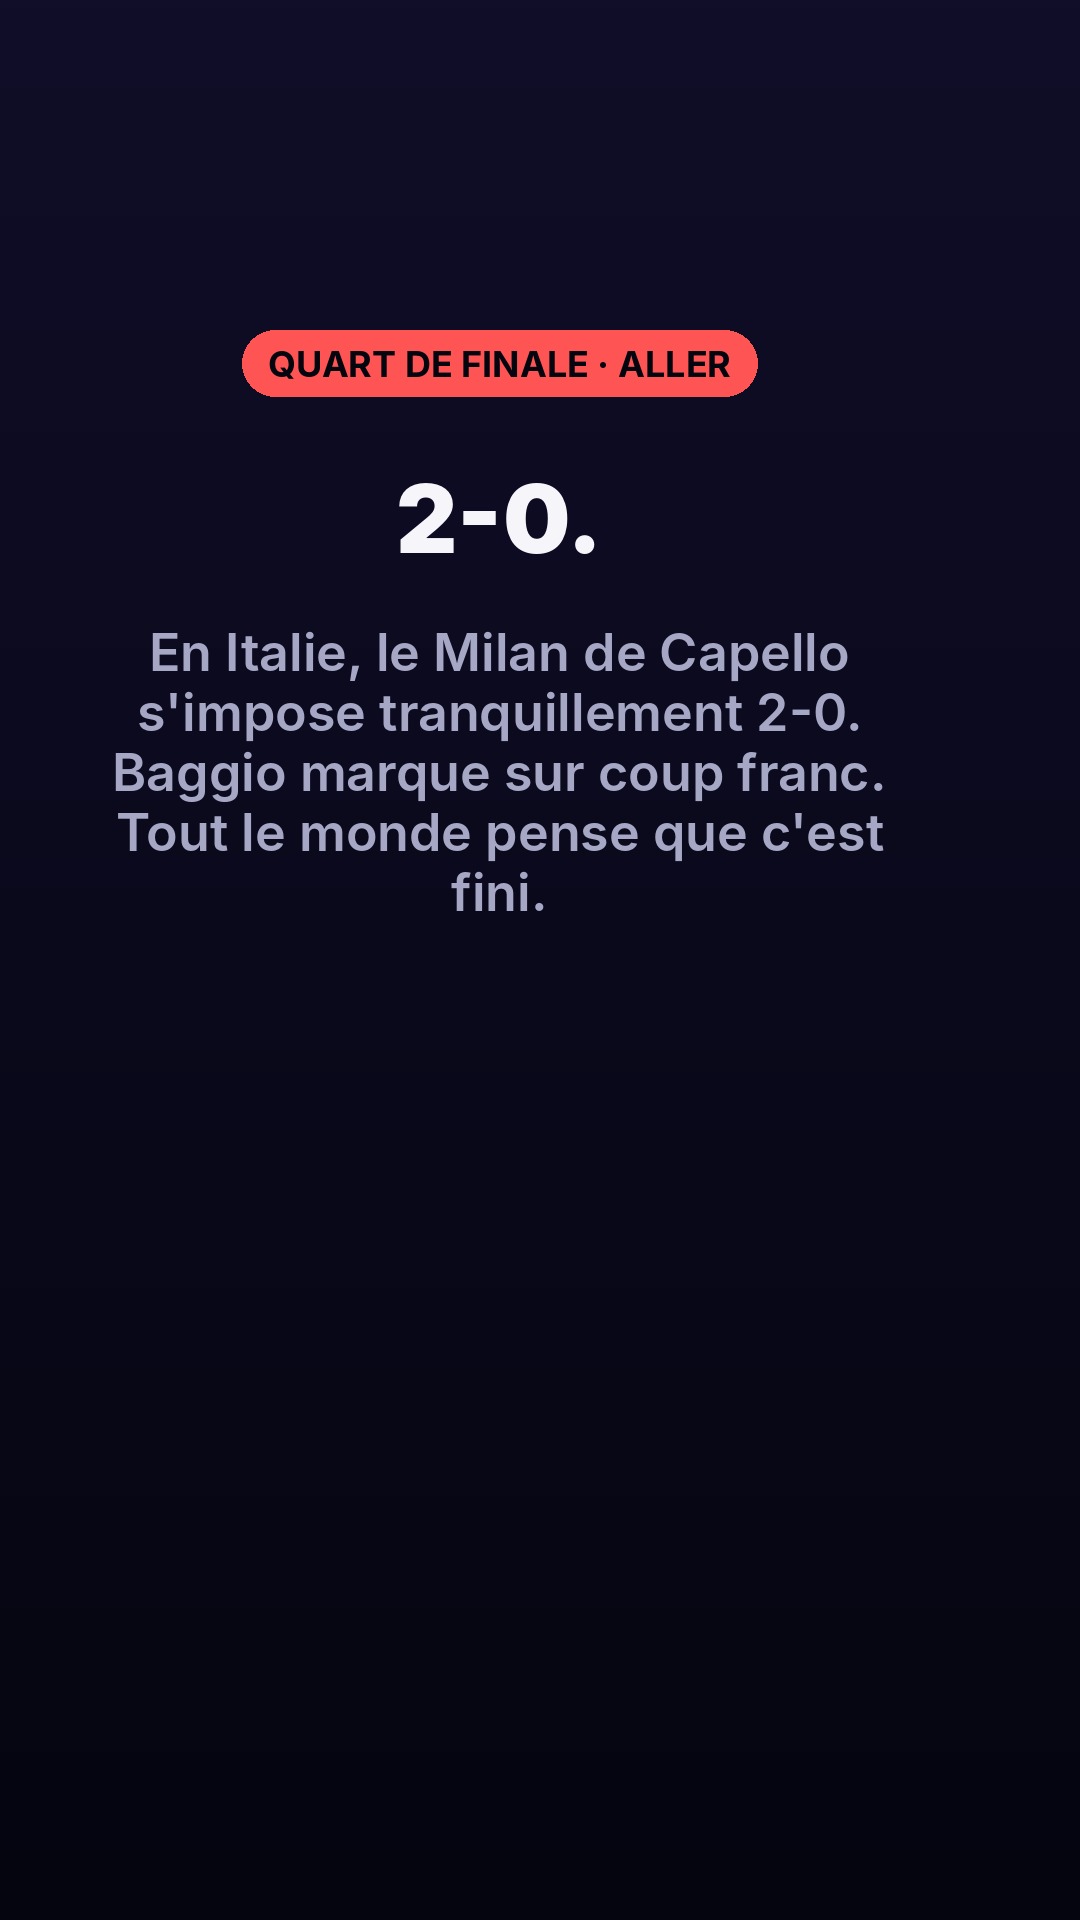 QUART DE FINALE · ALLER
2-0.
En Italie, le Milan de Capello
s'impose tranquillement 2-0.
Baggio marque sur coup franc.
Tout le monde pense que c'est
fini.